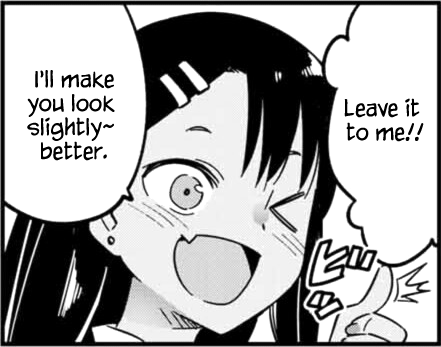 Leave it
to me!!
I'll make
you look
slightly~
better.
ビッ